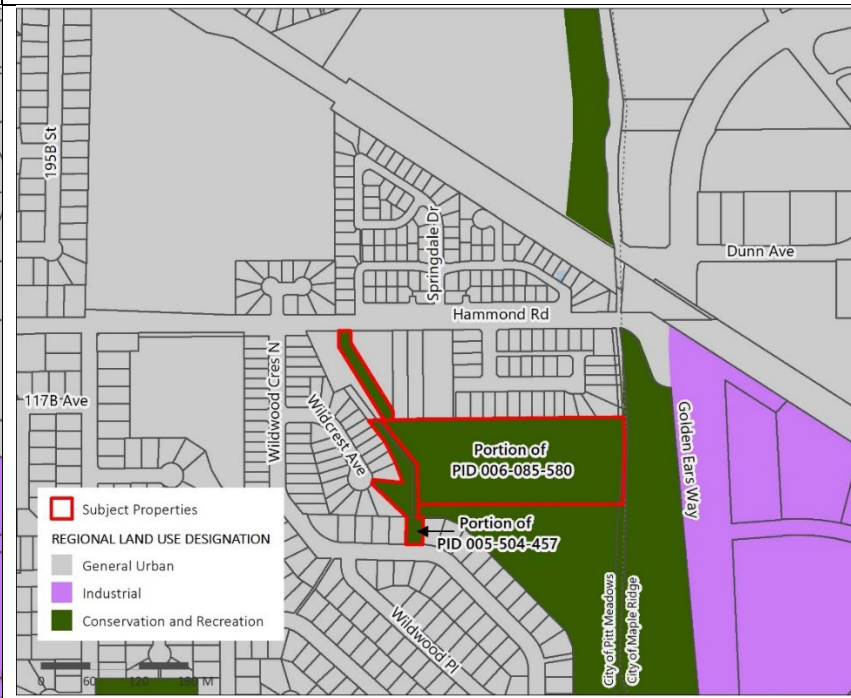 195B St
Springdale Dr
Dunn Ave
Hammond Rd
117B Ave
Wildwood Cres N
Wildcrest Ave
Golden Ears Way
Portion of
PID 006-085-580
Portion of
PID 005-504-457
Wildwood Pl
City of Pitt Meadows
City of Maple Ridge
Subject Properties
REGIONAL LAND USE DESIGNATION
General Urban
Industrial
Conservation and Recreation
0 60 120 180 M